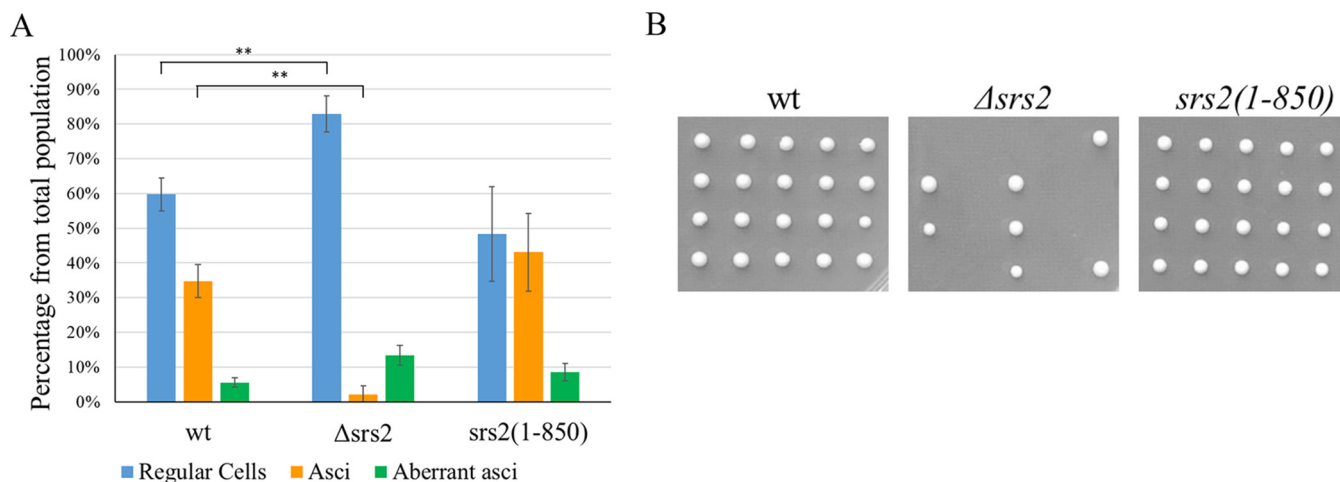 A
B
100%
90%
80%
70%
60%
50%
40%
30%
20%
10%
0%
Percentage from total population
**
**
wt
Δsrs2
srs2(1-850)
Regular Cells
Asci
Aberrant asci
wt
Δsrs2
srs2(1-850)